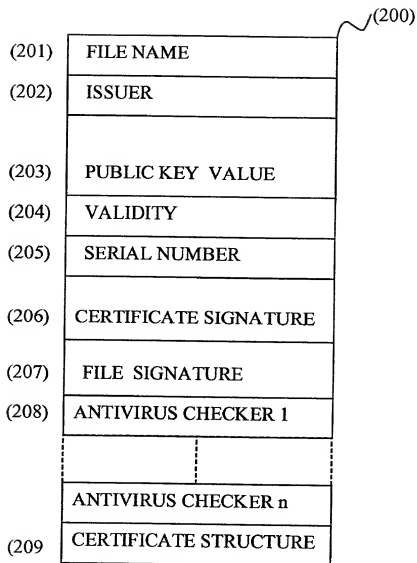 (200)
(201) FILE NAME
(202) ISSUER
(203) PUBLIC KEY VALUE
(204) VALIDITY
(205) SERIAL NUMBER
(206) CERTIFICATE SIGNATURE
(207) FILE SIGNATURE
(208) ANTIVIRUS CHECKER 1
ANTIVIRUS CHECKER n
(209 CERTIFICATE STRUCTURE